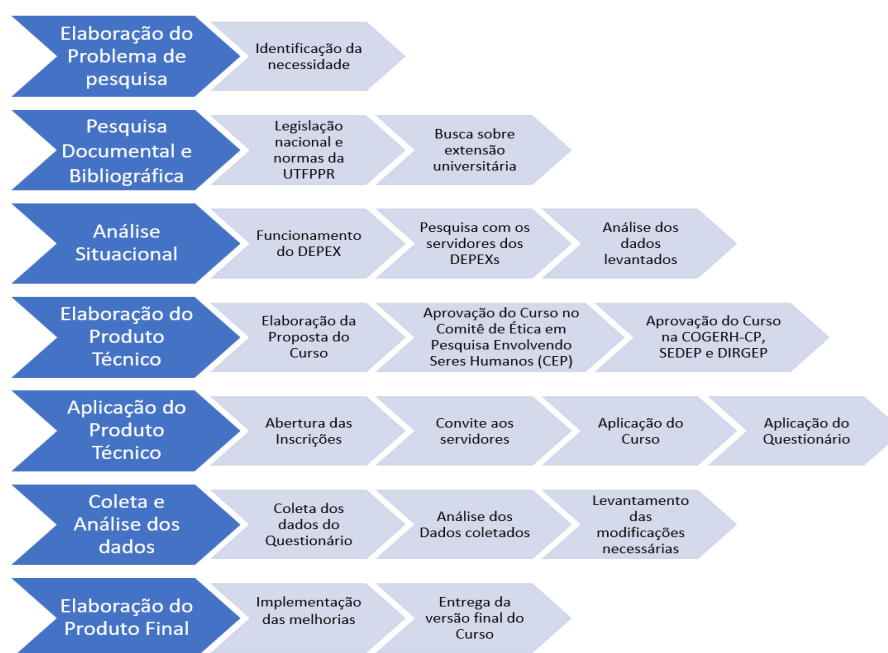 Elaboração do
Problema de
pesquisa
Identificação da
necessidade
Pesquisa
Documental e
Bibliográfica
Legislação
nacional e
normas da
UTFPPR
Busca sobre
extensão
universitária
Análise
Situacional
Funcionamento
do DEPEX
Pesquisa com os
servidores dos
DEPEXs
Análise dos
dados
levantados
Elaboração do
Produto
Técnico
Elaboração da
Proposta do
Curso
Aprovação do Curso no
Comitê de Ética em
Pesquisa Envolvendo
Seres Humanos (CEP)
Aprovação do Curso
na COGERH-CP,
SEDEP e DIRGEP
Aplicação do
Produto
Técnico
Abertura das
Inscrições
Convite aos
servidores
Aplicação do
Curso
Aplicação do
Questionário
Coleta e
Análise dos
dados
Coleta dos
dados do
Questionário
Análise dos
Dados coletados
Levantamento
das
modificações
necessárias
Elaboração do
Produto Final
Implementação
das melhorias
Entrega da
versão final do
Curso